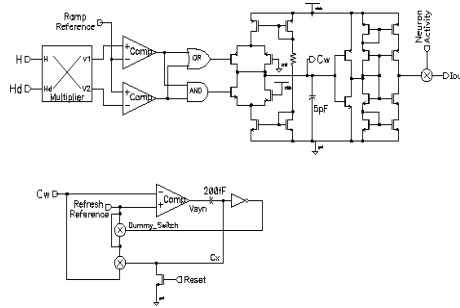 Ramp
Reference
vdd
Neuron
Activity
H
H
V1
Comp
OR
Cw
Hd
Hd
V2
Multiplier
Comp
AND
5pF
Iout
Cw
Refresh
Reference
Comp
200fF
Vsyn
Dummy_Switch
Cx
Reset